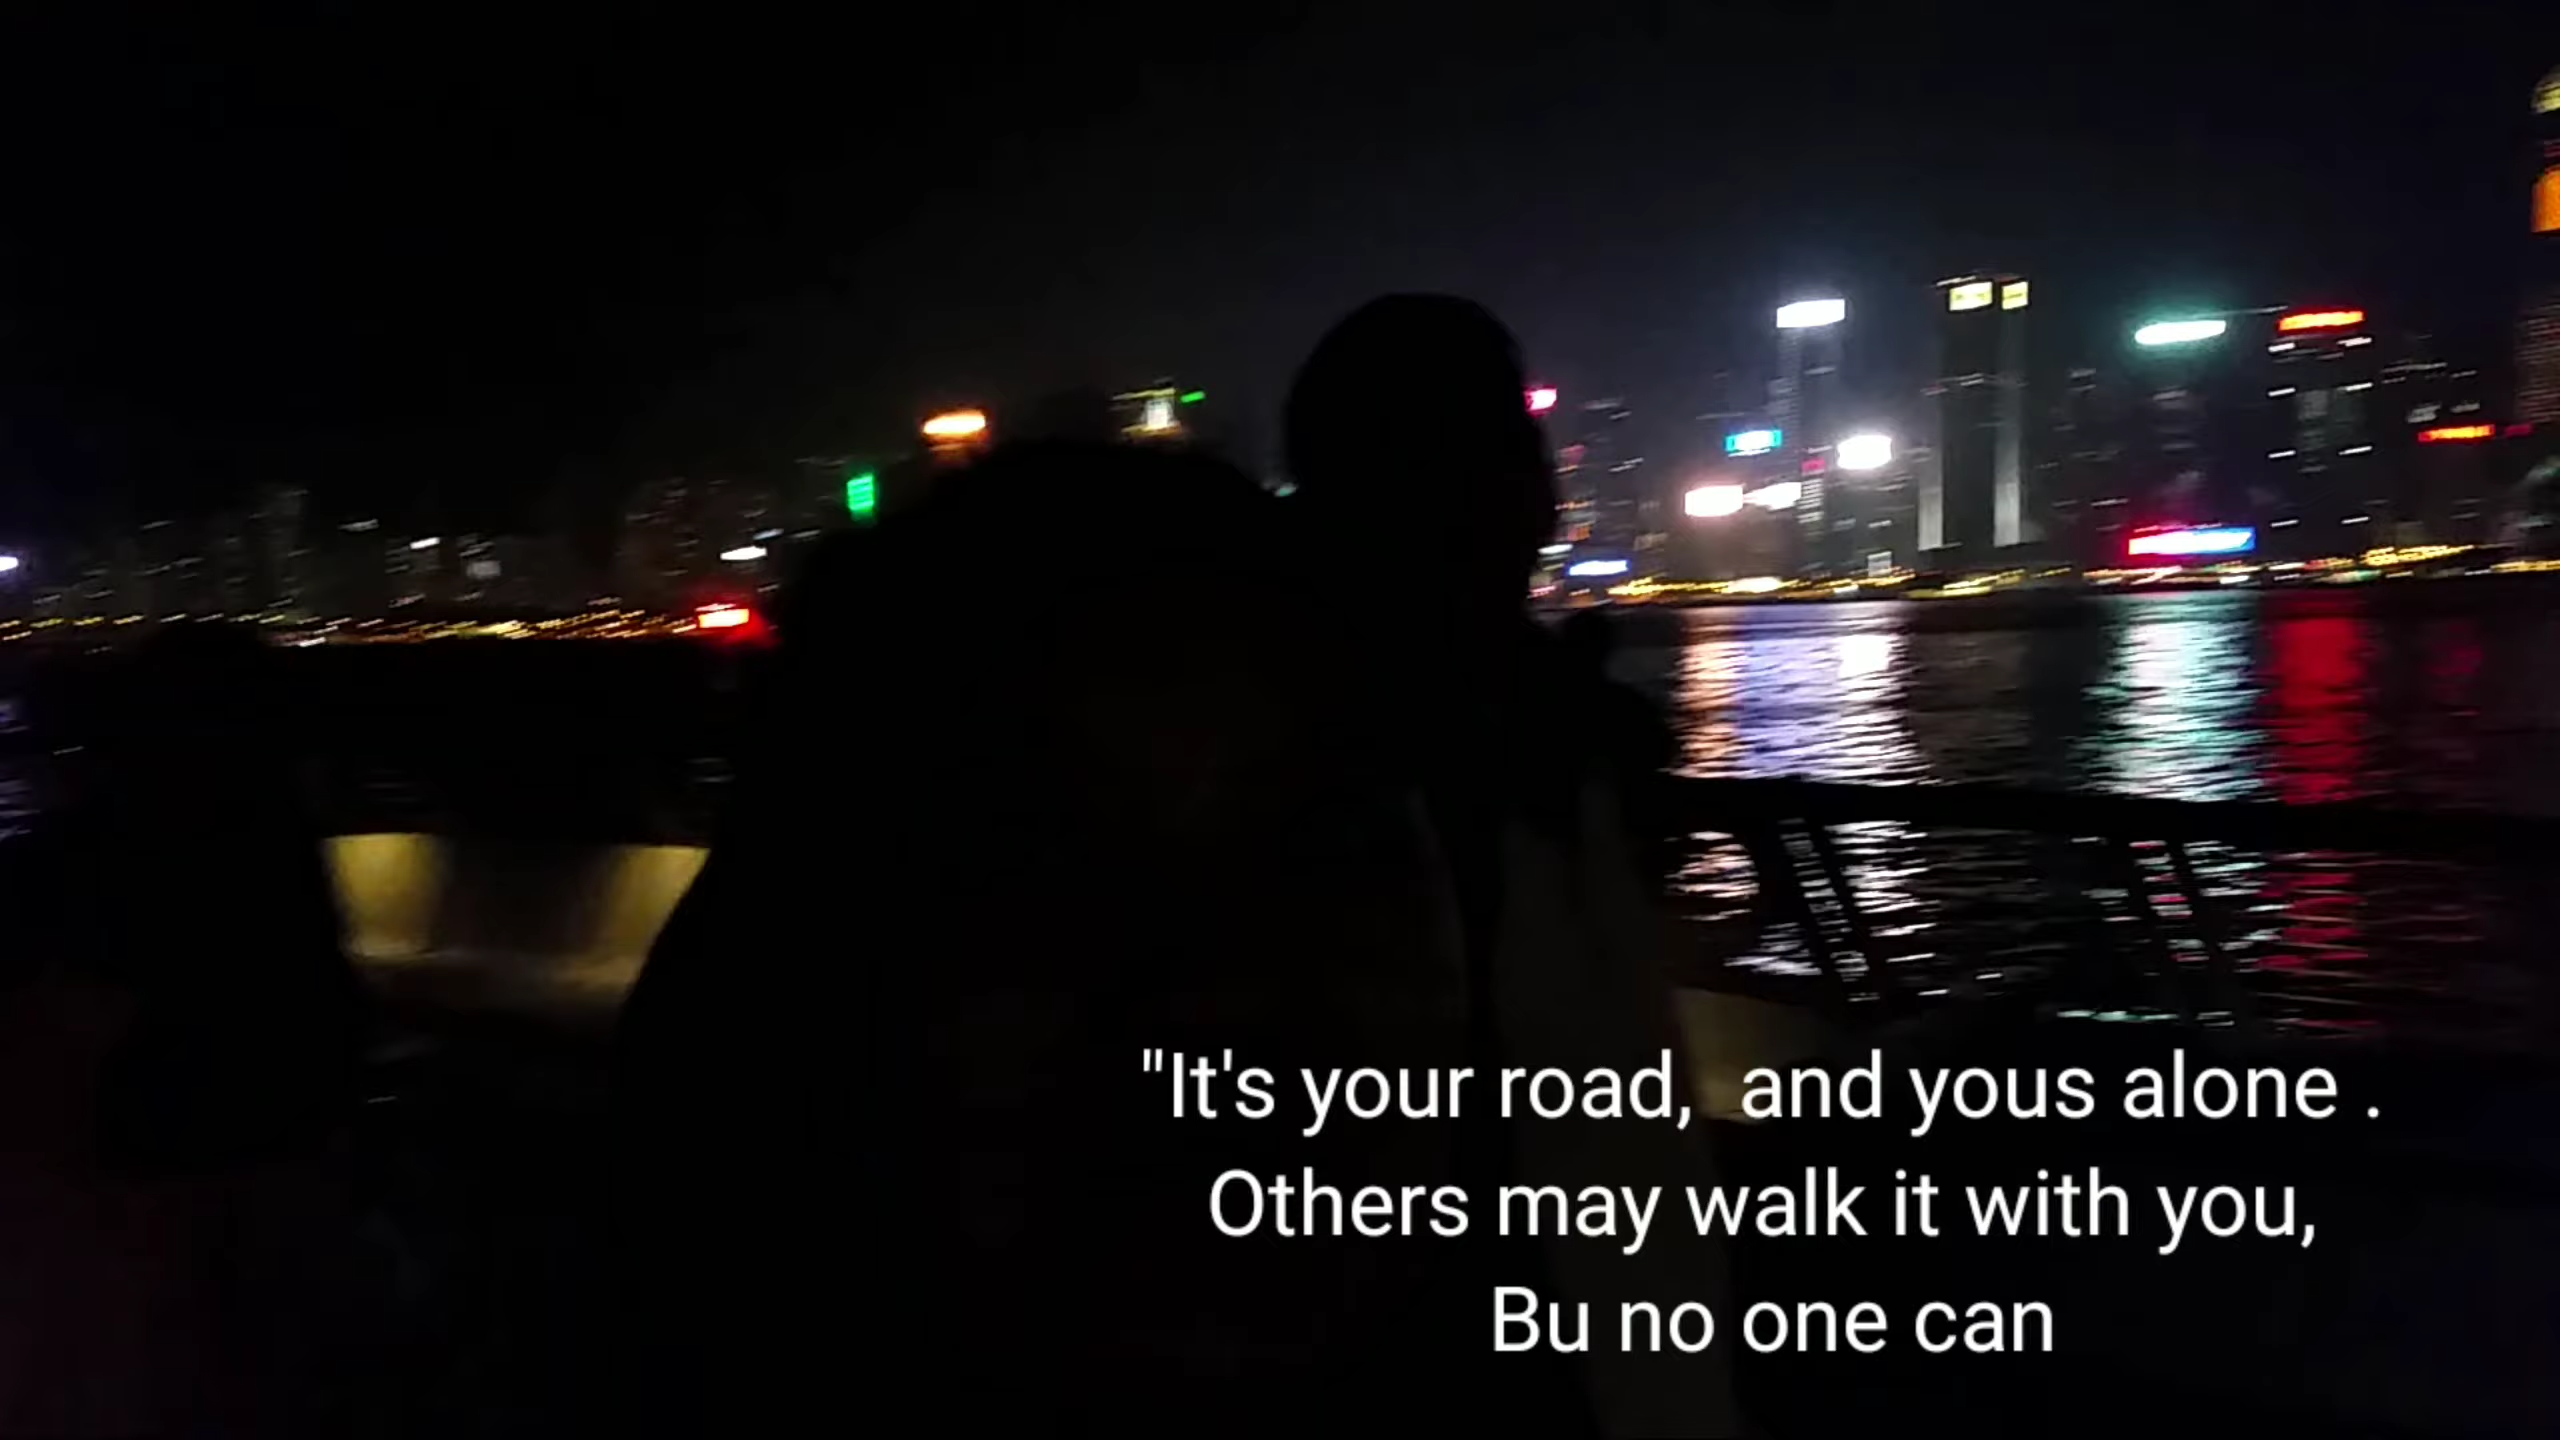 "It's your road,  and yous alone .
Others may walk it with you,
Bu no one can